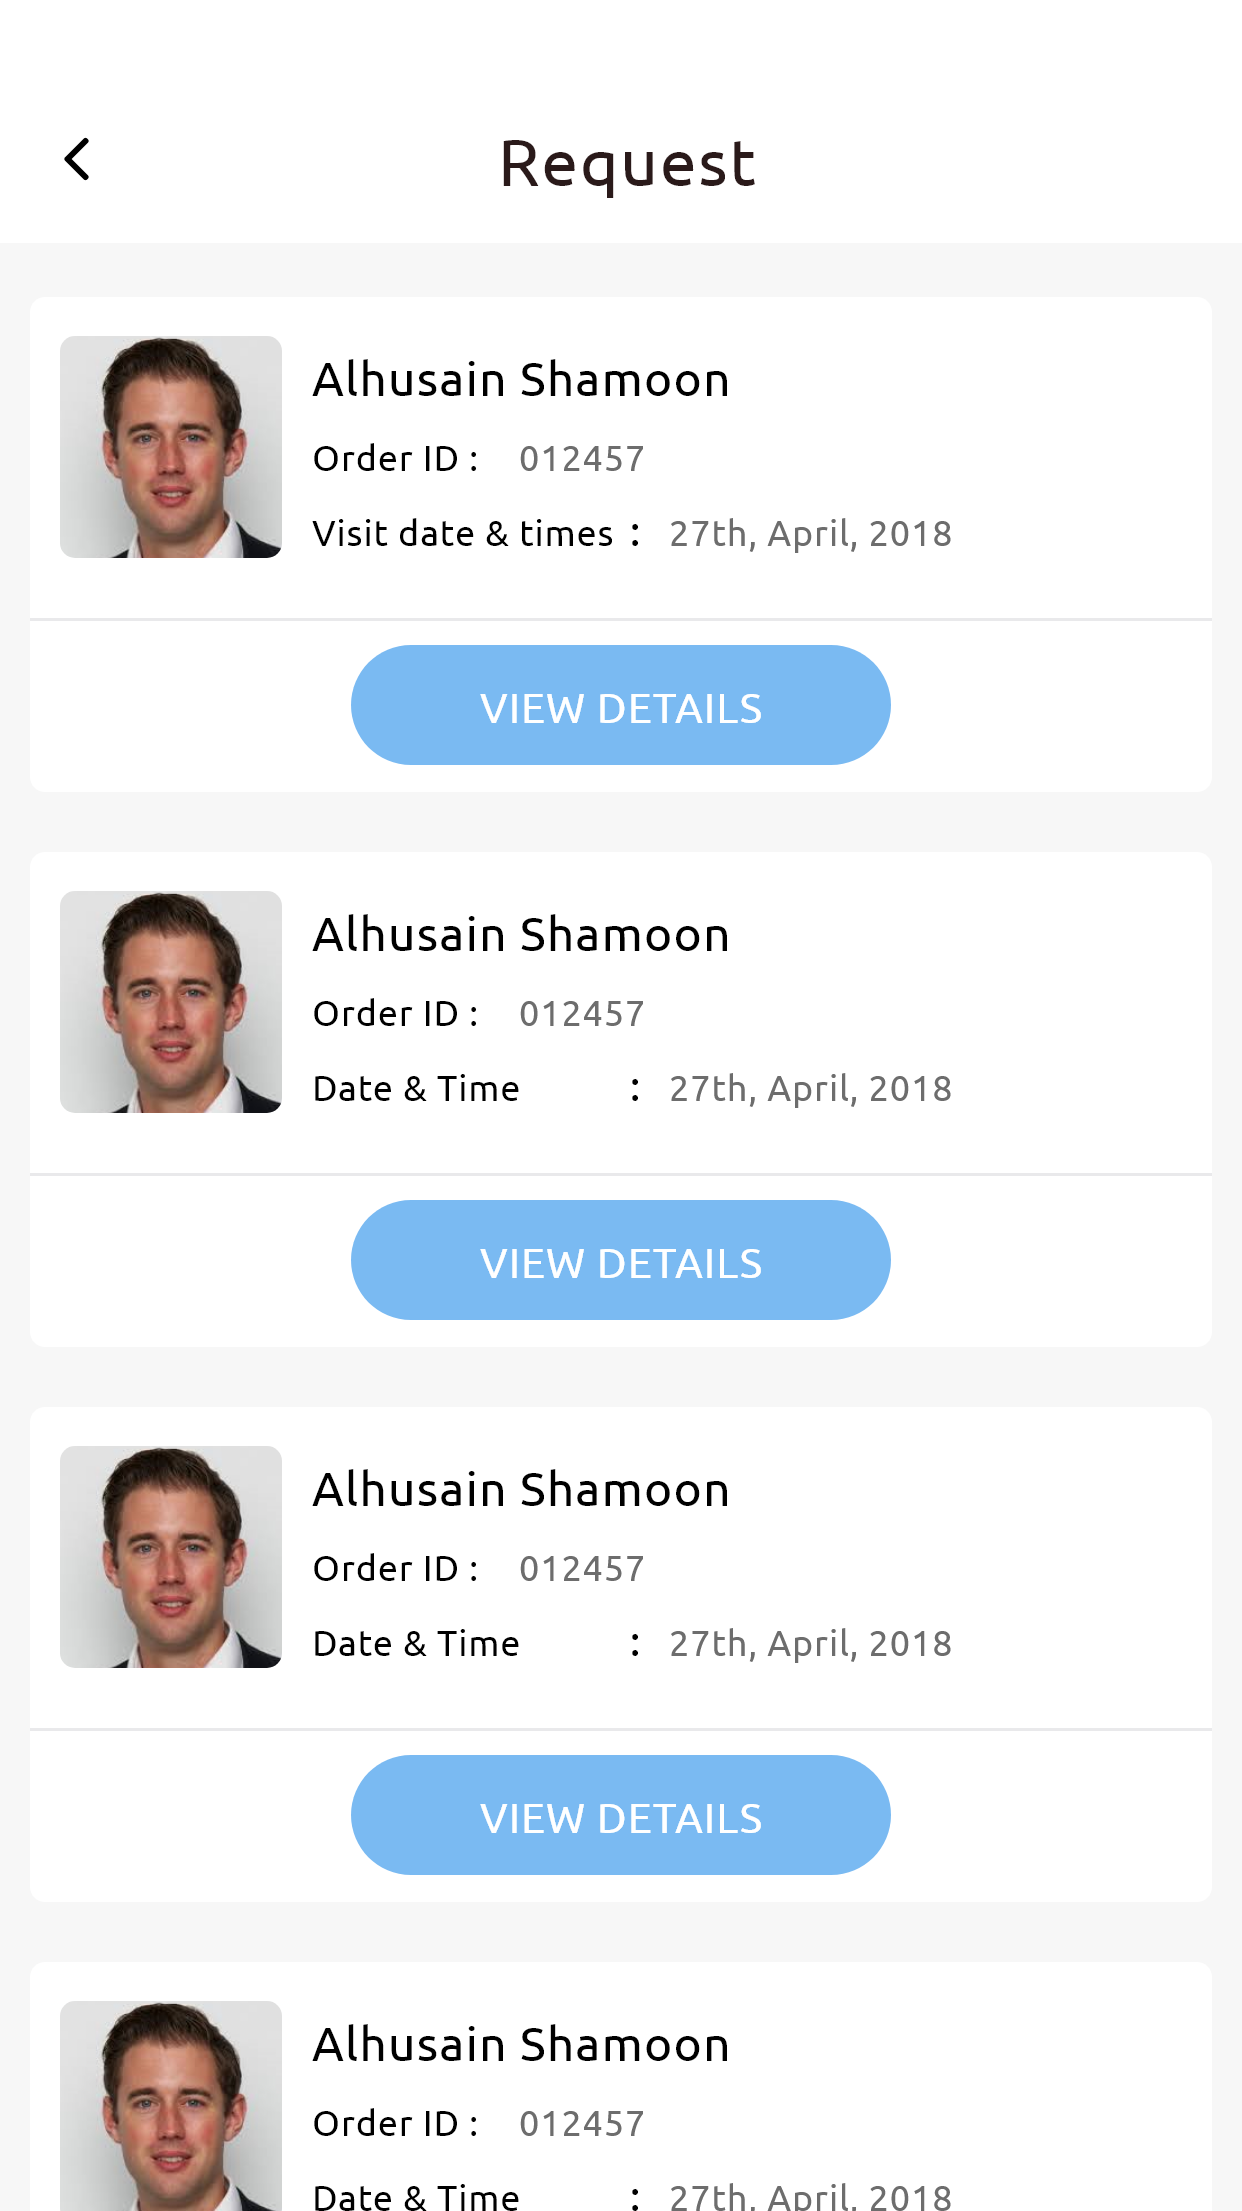 Request
Alhusain Shamoon
Order ID : 012457
Visit date & times : 27th, April, 2018
VIEW DETAILS
Alhusain Shamoon
Order ID : 012457
Date & Time : 27th, April, 2018
VIEW DETAILS
Alhusain Shamoon
Order ID : 012457
Date & Time : 27th, April, 2018
VIEW DETAILS
Alhusain Shamoon
Order ID : 012457
Date & Time : 27th, April, 2018